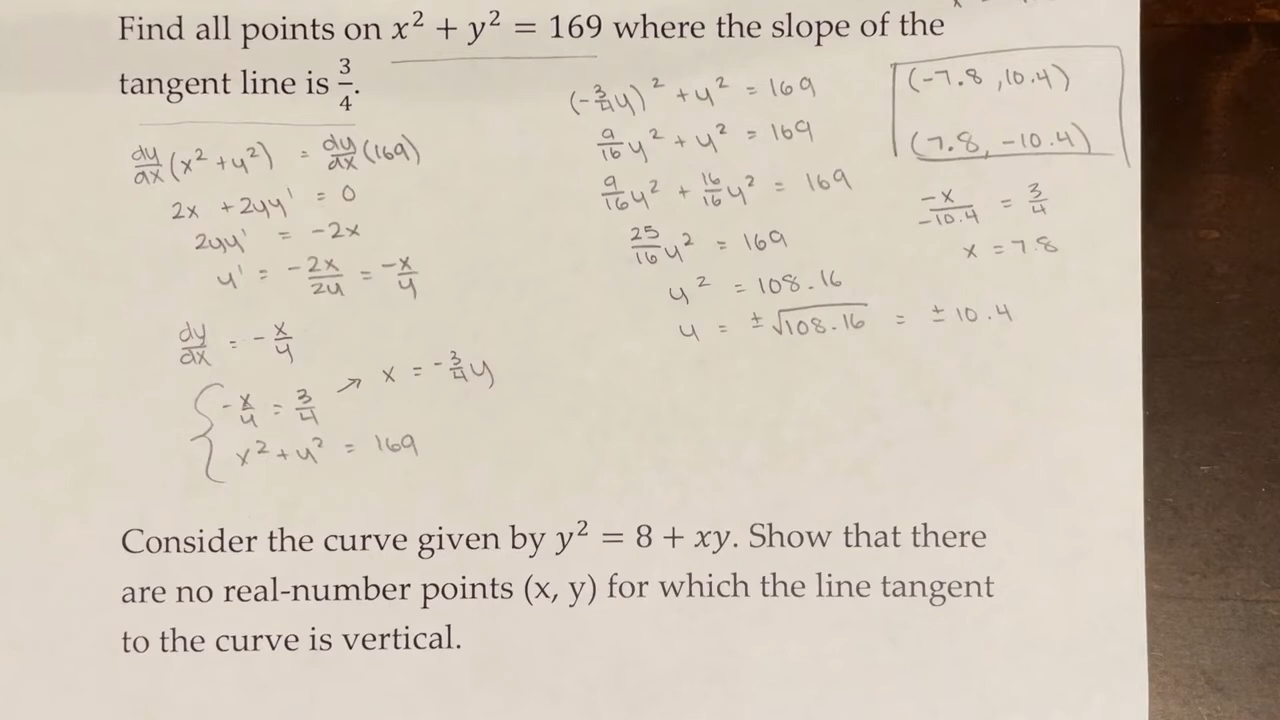 Find all points on x² + y² = 169 where the slope of the
tangent line is 3/4.
dy/dx (x² + y²) = dy/dx (169)
2x + 2yy' = 0
2yy' = -2x
y' = -2x/2y = -x/y
dy/dx = -x/y
-x/y = 3/4 → x = -3/4 y
x² + y² = 169
(-3/4 y)² + y² = 169
9/16 y² + y² = 169
9/16 y² + 16/16 y² = 169
25/16 y² = 169
y² = 108.16
y = ±√108.16 = ±10.4
(-7.8, 10.4)
(7.8, -10.4)
-x/-10.4 = 3/4
x = 7.8
Consider the curve given by y² = 8 + xy. Show that there
are no real-number points (x, y) for which the line tangent
to the curve is vertical.